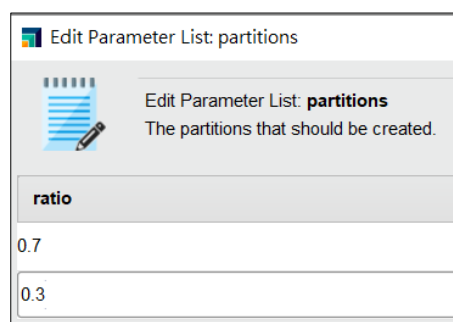 Edit Parameter List: partitions
Edit Parameter List: partitions
The partitions that should be created.
ratio
0.7
0.3